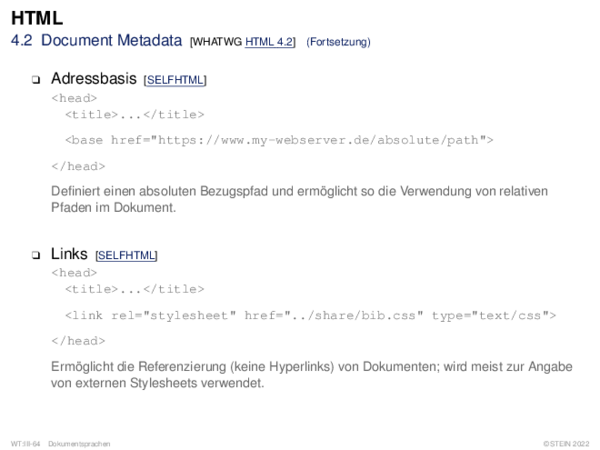 HTML
4.2 Document Metadata [WHATWG HTML 4.2] (Fortsetzung)
❑ Adressbasis [SELFHTML]
<head>
<title>...</title>
<base href="https://www.my-webserver.de/absolute/path">
</head>
Definiert einen absoluten Bezugspfad und ermöglicht so die Verwendung von relativen
Pfaden im Dokument.
❑ Links [SELFHTML]
<head>
<title>...</title>
<link rel="stylesheet" href="../share/bib.css" type="text/css">
</head>
Ermöglicht die Referenzierung (keine Hyperlinks) von Dokumenten; wird meist zur Angabe
von externen Stylesheets verwendet.
WT:III-64 Dokumentsprachen ©STEIN 2022